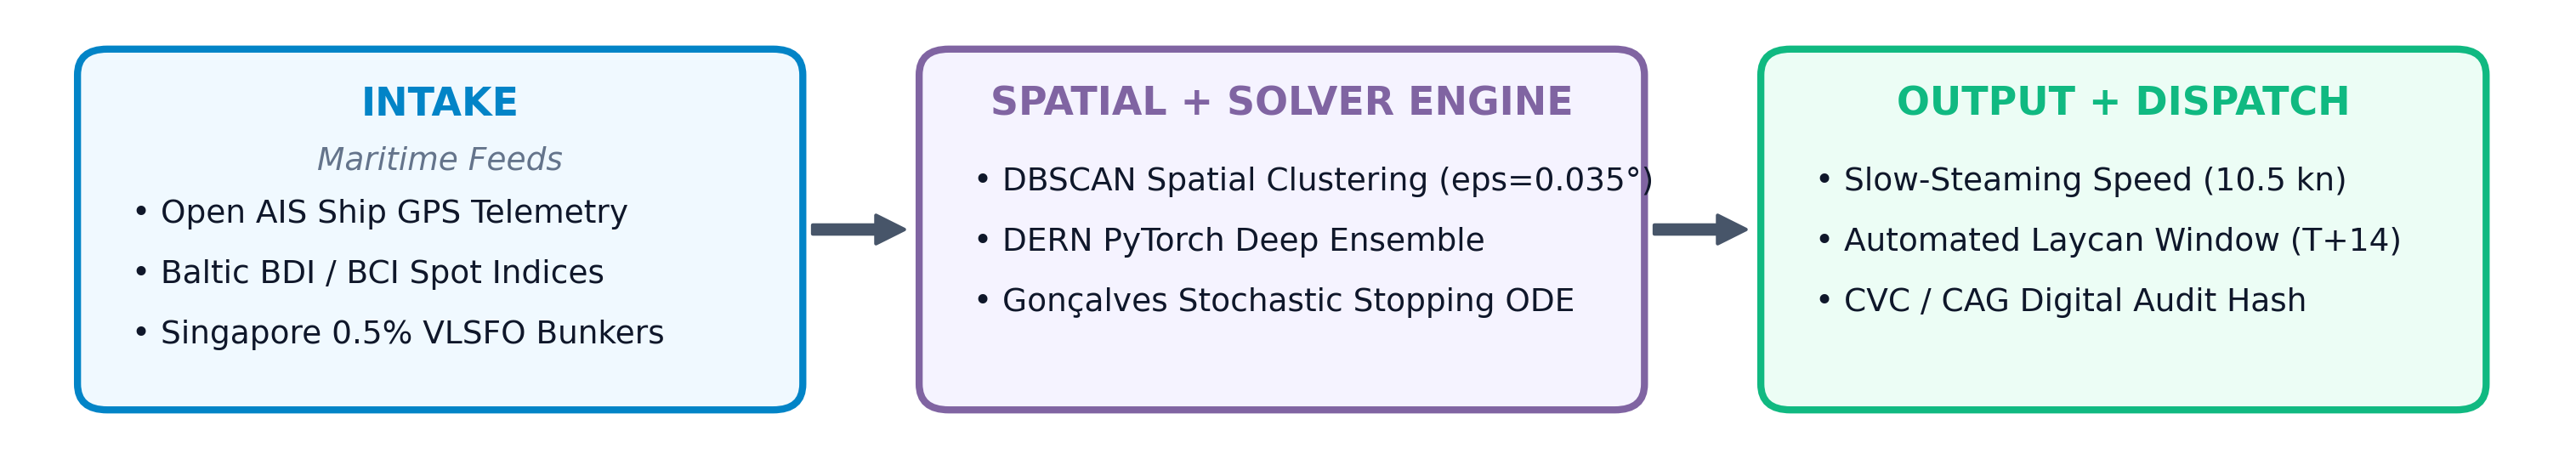 INTAKE
Maritime Feeds
• Open AIS Ship GPS Telemetry
• Baltic BDI / BCI Spot Indices
• Singapore 0.5% VLSFO Bunkers
SPATIAL + SOLVER ENGINE
• DBSCAN Spatial Clustering (eps=0.035°)
• DERN PyTorch Deep Ensemble
• Gonçalves Stochastic Stopping ODE
OUTPUT + DISPATCH
• Slow-Steaming Speed (10.5 kn)
• Automated Laycan Window (T+14)
• CVC / CAG Digital Audit Hash